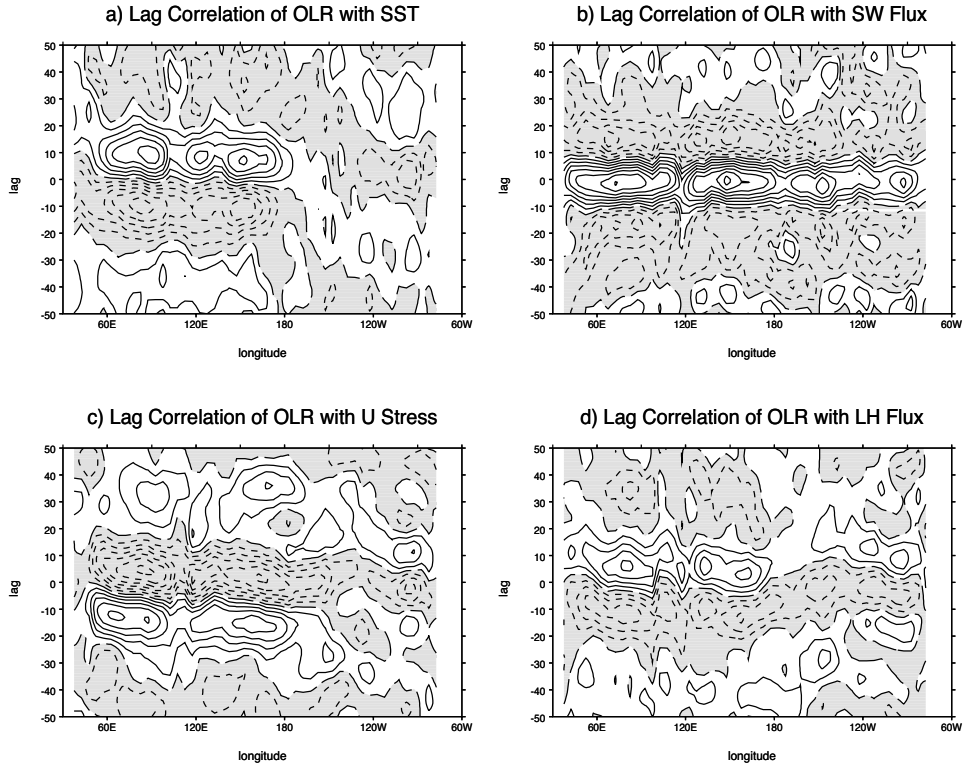 a) Lag Correlation of OLR with SST
50
40
30
20
10
0
-10
-20
-30
-40
-50
lag
60E 120E 180 120W 60W
longitude
b) Lag Correlation of OLR with SW Flux
50
40
30
20
10
0
-10
-20
-30
-40
-50
lag
60E 120E 180 120W 60W
longitude
c) Lag Correlation of OLR with U Stress
50
40
30
20
10
0
-10
-20
-30
-40
-50
lag
60E 120E 180 120W 60W
longitude
d) Lag Correlation of OLR with LH Flux
50
40
30
20
10
0
-10
-20
-30
-40
-50
lag
60E 120E 180 120W 60W
longitude